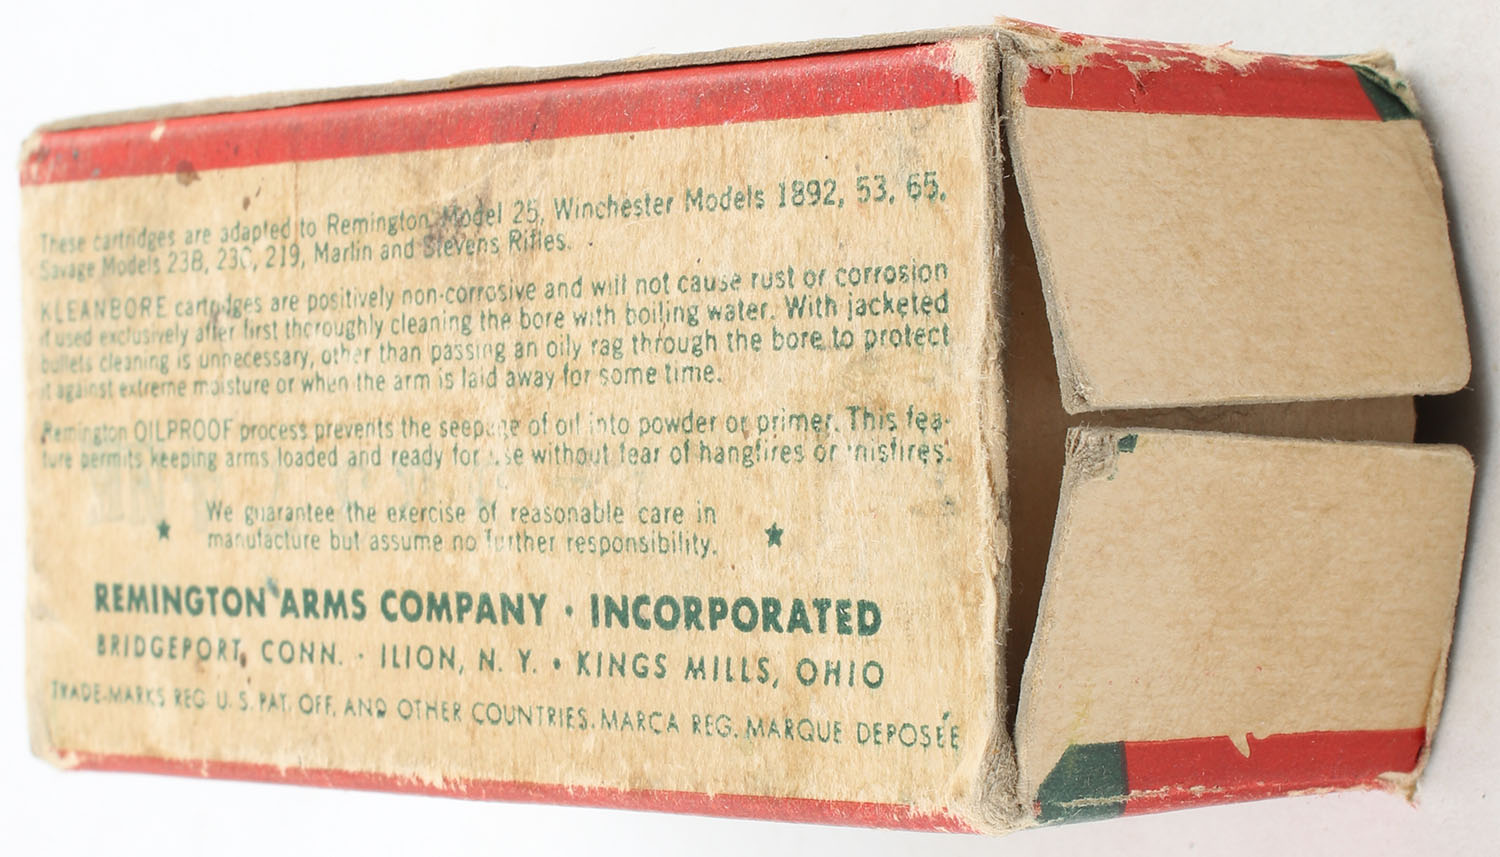 These cartridges are adapted to Remington Model 25, Winchester Models 1892, 53, 65,
Savage Models 23B, 23C, 219, Marlin and Stevens Rifles.
KLEANBORE cartridges are positively non-corrosive and will not cause rust or corrosion
if used exclusively after first thoroughly cleaning the bore with boiling water. With jacketed
bullets cleaning is unnecessary, other than passing an oily rag through the bore to protect
it against extreme moisture or when the arm is laid away for some time.
Remington OILPROOF process prevents the seepage of oil into powder or primer. This fea-
ture permits keeping arms loaded and ready for use without fear of hangfires or misfires.
We guarantee the exercise of reasonable care in
manufacture but assume no further responsibility.
REMINGTON ARMS COMPANY · INCORPORATED
BRIDGEPORT, CONN. · ILION, N. Y. · KINGS MILLS, OHIO
TRADE-MARKS REG. U. S. PAT. OFF. AND OTHER COUNTRIES. MARCA REG. MARQUE DEPOSÉE